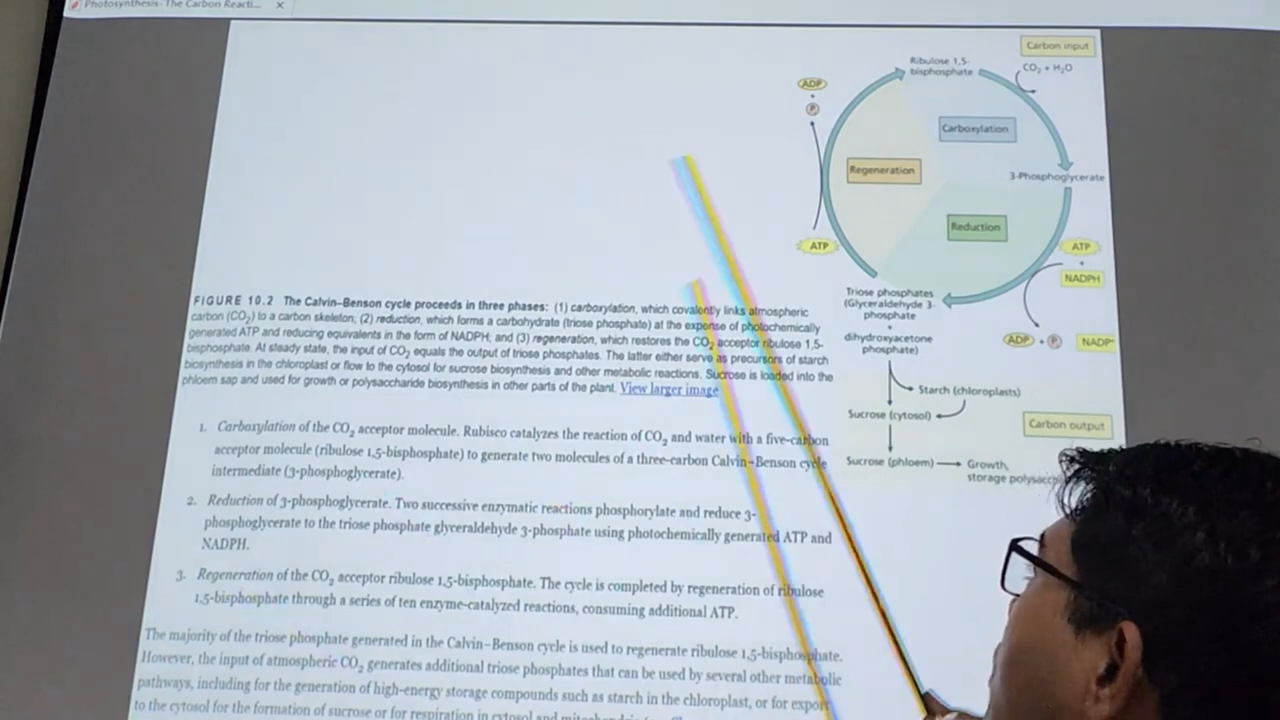 Photosynthesis: The Carbon Reacti...
Carbon input
Ribulose 1,5-
bisphosphate
CO₂ + H₂O
ADP
+
P
Carboxylation
Regeneration
3-Phosphoglycerate
Reduction
ATP
ATP
+
NADPH
Triose phosphates
(Glyceraldehyde 3-
phosphate
+
dihydroxyacetone
phosphate)
ADP + P
NADP⁺
Starch (chloroplasts)
Sucrose (cytosol)
Carbon output
Sucrose (phloem) → Growth,
storage
FIGURE 10.2 The Calvin–Benson cycle proceeds in three phases: (1) carboxylation, which covalently links atmospheric
carbon (CO₂) to a carbon skeleton; (2) reduction, which forms a carbohydrate (triose phosphate) at the expense of photochemically
generated ATP and reducing equivalents in the form of NADPH; and (3) regeneration, which restores the CO₂ acceptor ribulose 1,5-
bisphosphate. At steady state, the input of CO₂ equals the output of triose phosphates. The latter either serve as precursors of starch
biosynthesis in the chloroplast or flow to the cytosol for sucrose biosynthesis and other metabolic reactions. Sucrose is loaded into the
phloem sap and used for growth or polysaccharide biosynthesis in other parts of the plant. View larger image
1. Carboxylation of the CO₂ acceptor molecule. Rubisco catalyzes the reaction of CO₂ and water with a five-carbon
acceptor molecule (ribulose 1,5-bisphosphate) to generate two molecules of a three-carbon Calvin–Benson cycle
intermediate (3-phosphoglycerate).
2. Reduction of 3-phosphoglycerate. Two successive enzymatic reactions phosphorylate and reduce 3-
phosphoglycerate to the triose phosphate glyceraldehyde 3-phosphate using photochemically generated ATP and
NADPH.
3. Regeneration of the CO₂ acceptor ribulose 1,5-bisphosphate. The cycle is completed by regeneration of ribulose
1,5-bisphosphate through a series of ten enzyme-catalyzed reactions, consuming additional ATP.
The majority of the triose phosphate generated in the Calvin–Benson cycle is used to regenerate ribulose 1,5-bisphosphate.
However, the input of atmospheric CO₂ generates additional triose phosphates that can be used by several other metabolic
pathways, including for the generation of high-energy storage compounds such as starch in the chloroplast, or for export
to the cytosol for the formation of sucrose or for respiration in cytosol and